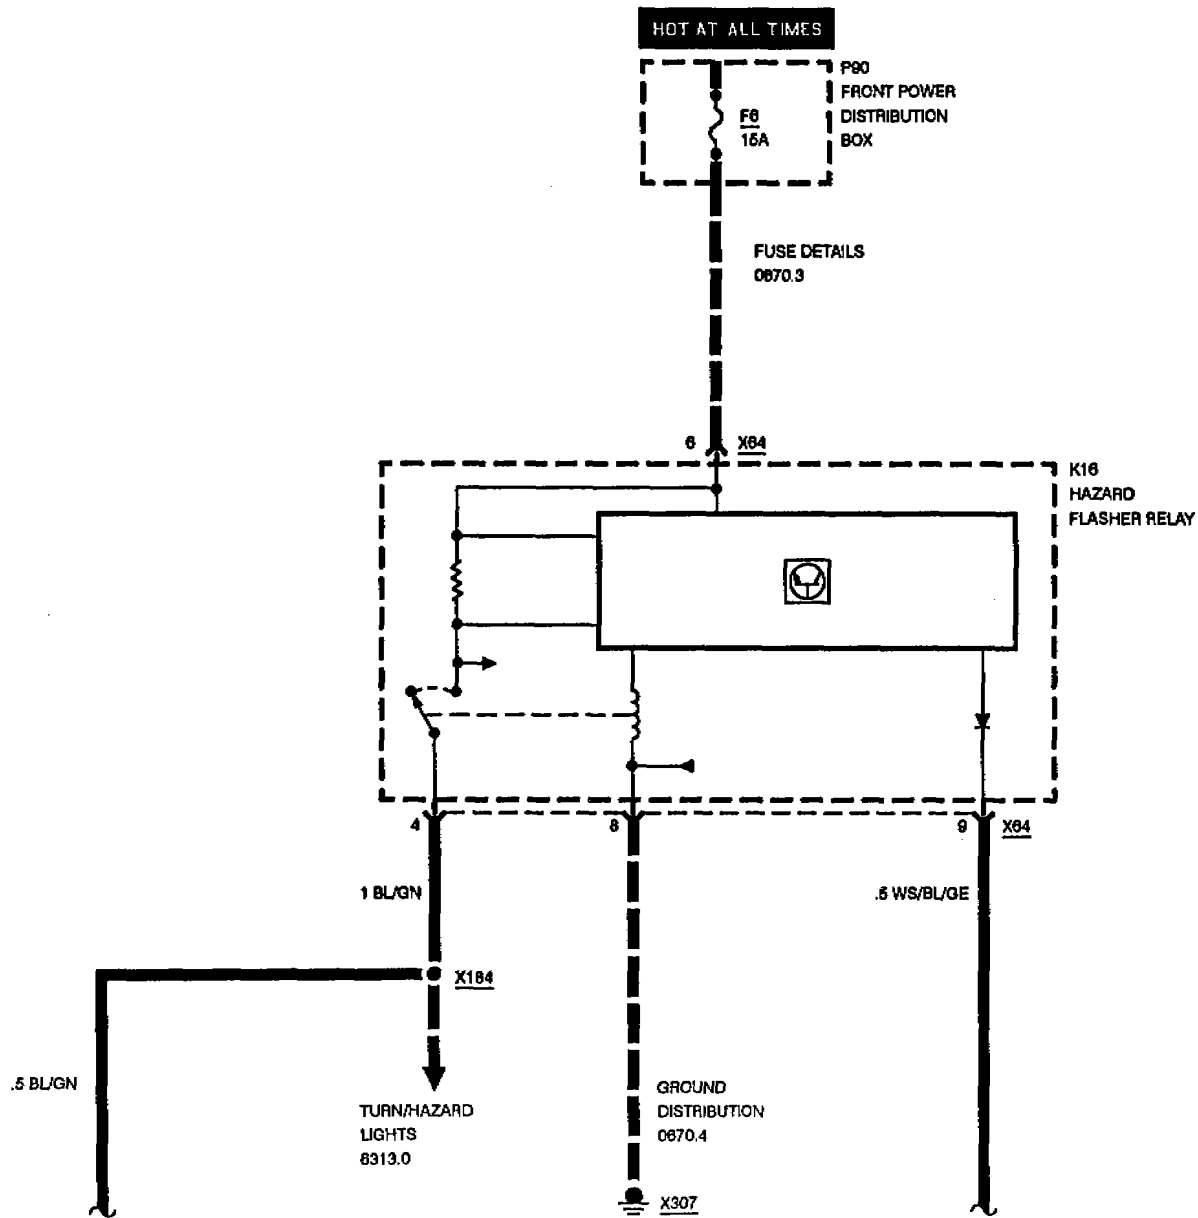 HOT AT ALL TIMES
P90
FRONT POWER
DISTRIBUTION
BOX
F6
15A
FUSE DETAILS
0670.3
6
X64
K16
HAZARD
FLASHER RELAY
4
8
9
X64
1 BL/GN
.5 WS/BL/GE
X184
.5 BL/GN
TURN/HAZARD
LIGHTS
6313.0
GROUND
DISTRIBUTION
0670.4
X307